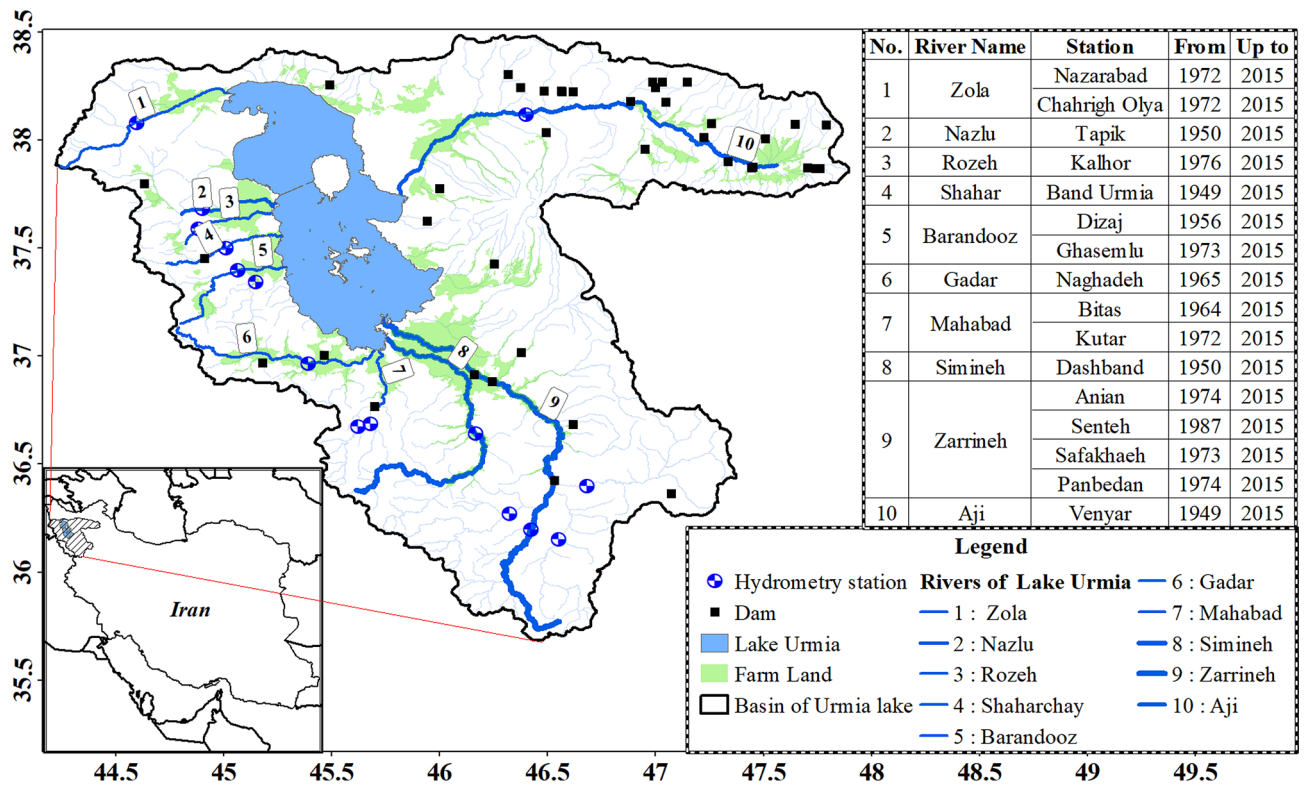 38.5
38
37.5
37
36.5
36
35.5
44.5 45 45.5 46 46.5 47 47.5 48 48.5 49 49.5
1
2
3
4
5
6
7
8
9
10
Iran
No. River Name Station From Up to
1 Zola Nazarabad 1972 2015
Chahrigh Olya 1972 2015
2 Nazlu Tapik 1950 2015
3 Rozeh Kalhor 1976 2015
4 Shahar Band Urmia 1949 2015
5 Barandooz Dizaj 1956 2015
Ghasemlu 1973 2015
6 Gadar Naghadeh 1965 2015
7 Mahabad Bitas 1964 2015
Kutar 1972 2015
8 Simineh Dashband 1950 2015
9 Zarrineh Anian 1974 2015
Senteh 1987 2015
Safakhaeh 1973 2015
Panbedan 1974 2015
10 Aji Venyar 1949 2015
Legend
Hydrometry station
Dam
Lake Urmia
Farm Land
Basin of Urmia lake
Rivers of Lake Urmia
1 : Zola
2 : Nazlu
3 : Rozeh
4 : Shaharchay
5 : Barandooz
6 : Gadar
7 : Mahabad
8 : Simineh
9 : Zarrineh
10 : Aji